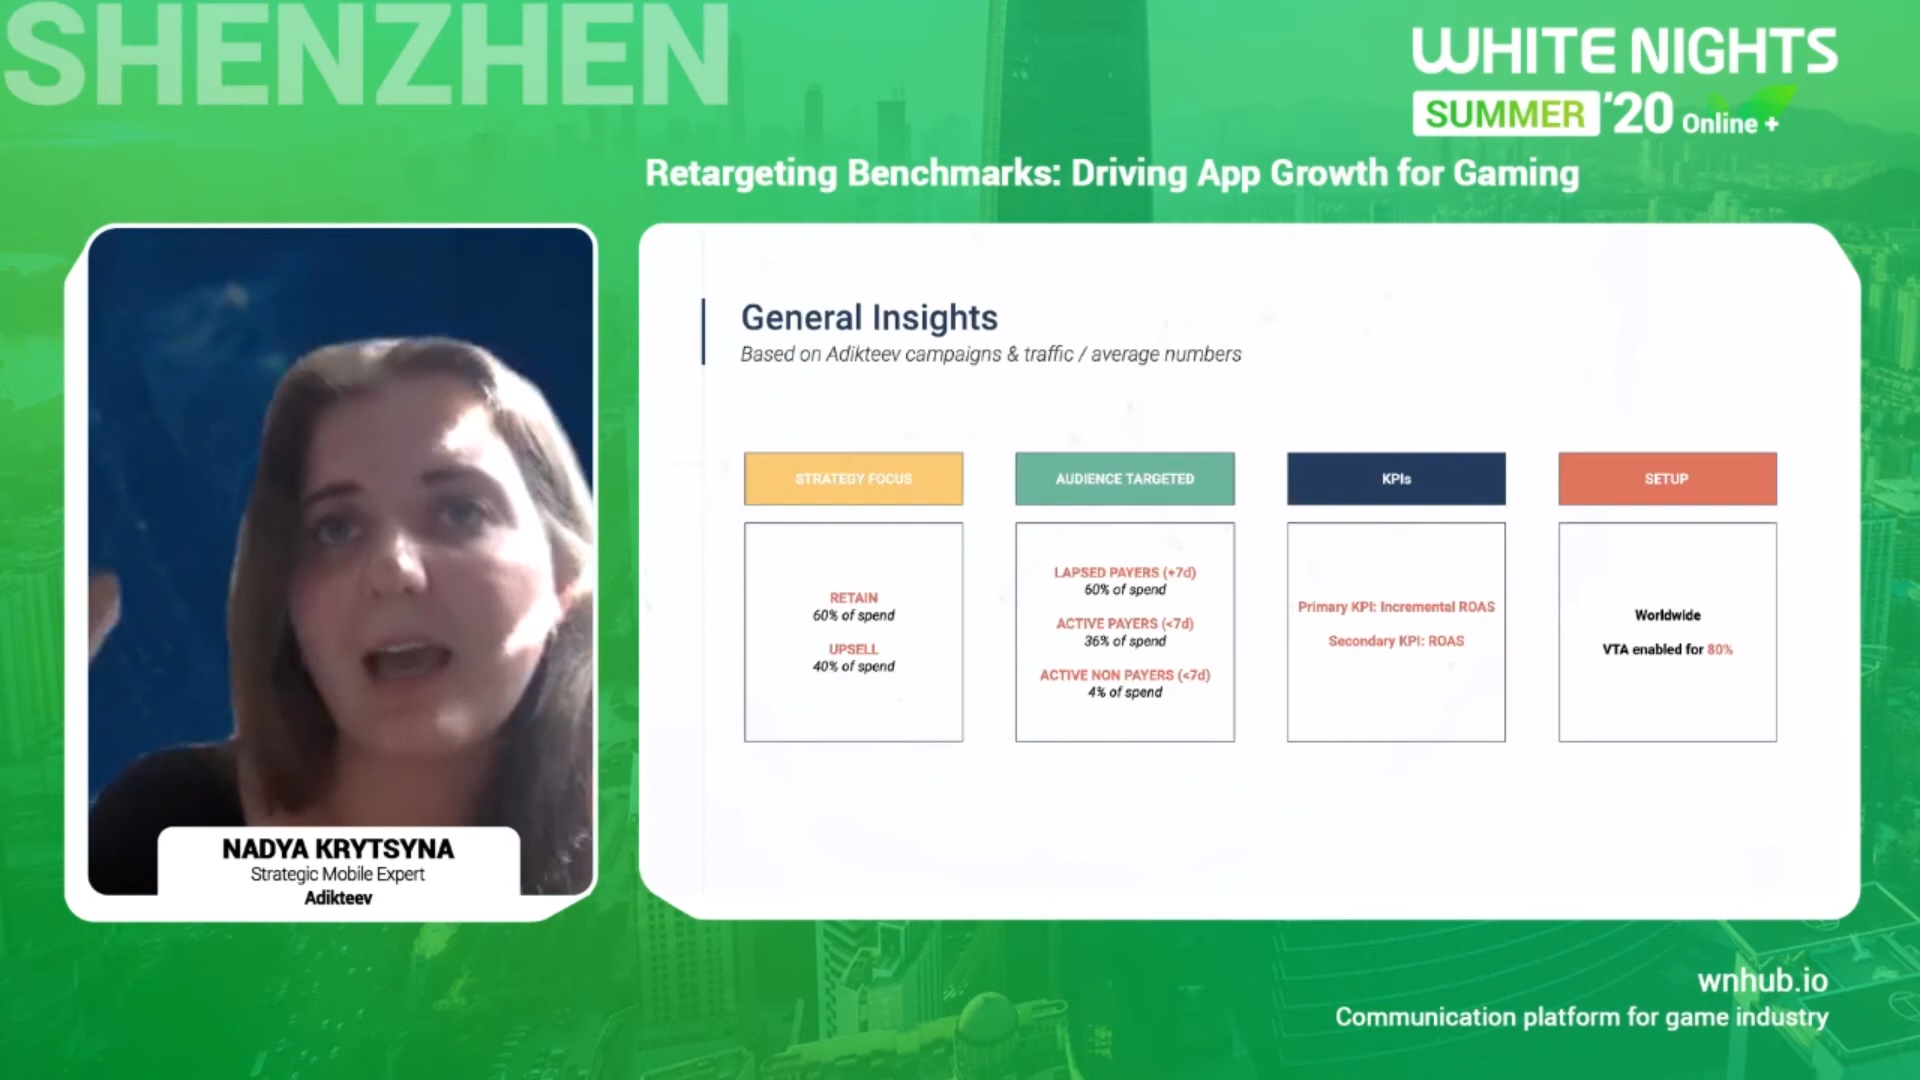 SHENZHEN
WHITE NIGHTS
SUMMER '20 Online +
Retargeting Benchmarks: Driving App Growth for Gaming
General Insights
Based on Adikteev campaigns & traffic / average numbers
STRATEGY FOCUS
RETAIN
60% of spend
UPSELL
40% of spend
AUDIENCE TARGETED
LAPSED PAYERS (+7d)
60% of spend
ACTIVE PAYERS (<7d)
36% of spend
ACTIVE NON PAYERS (<7d)
4% of spend
KPIs
Primary KPI: Incremental ROAS
Secondary KPI: ROAS
SETUP
Worldwide
VTA enabled for 80%
NADYA KRYTSYNA
Strategic Mobile Expert
Adikteev
wnhub.io
Communication platform for game industry